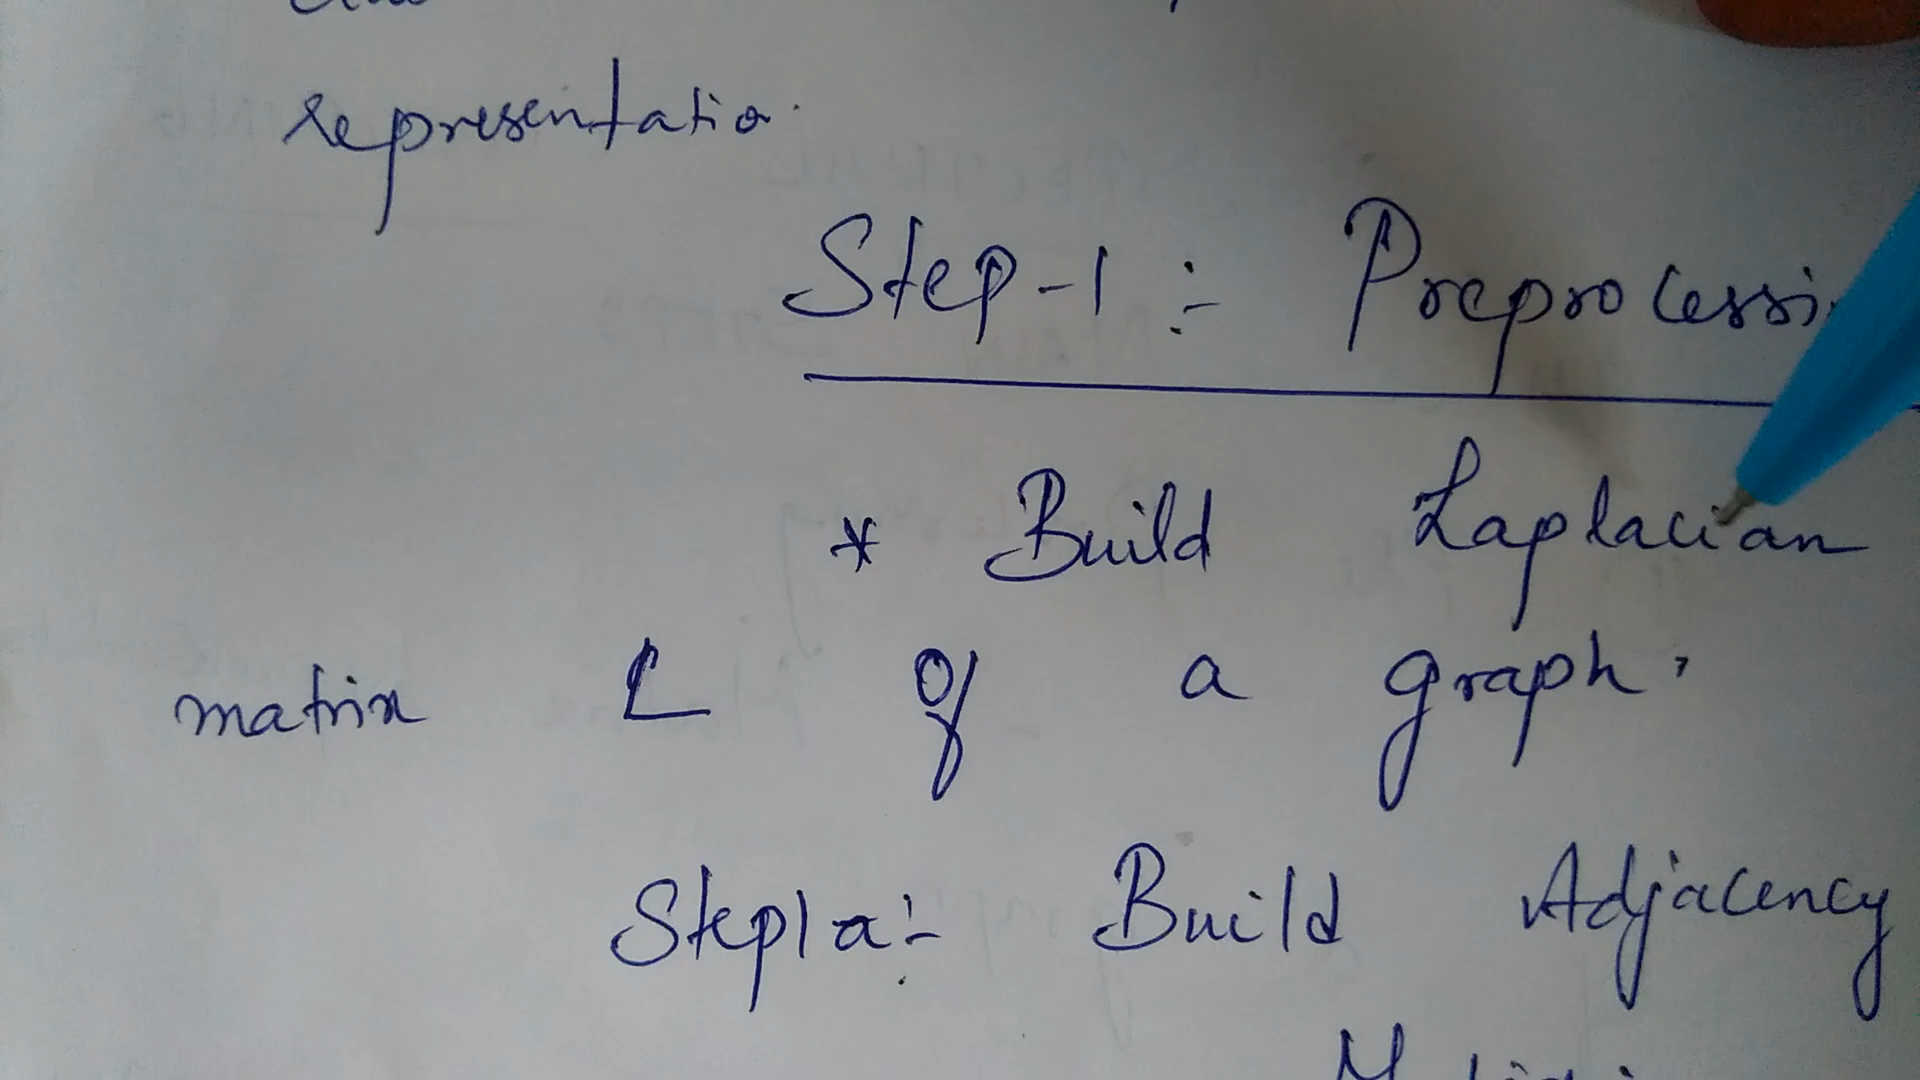 representatio
Step-1 :- Preprocessi
* Build Laplacian
matrix L of a graph.
Step1a:- Build Adjacency